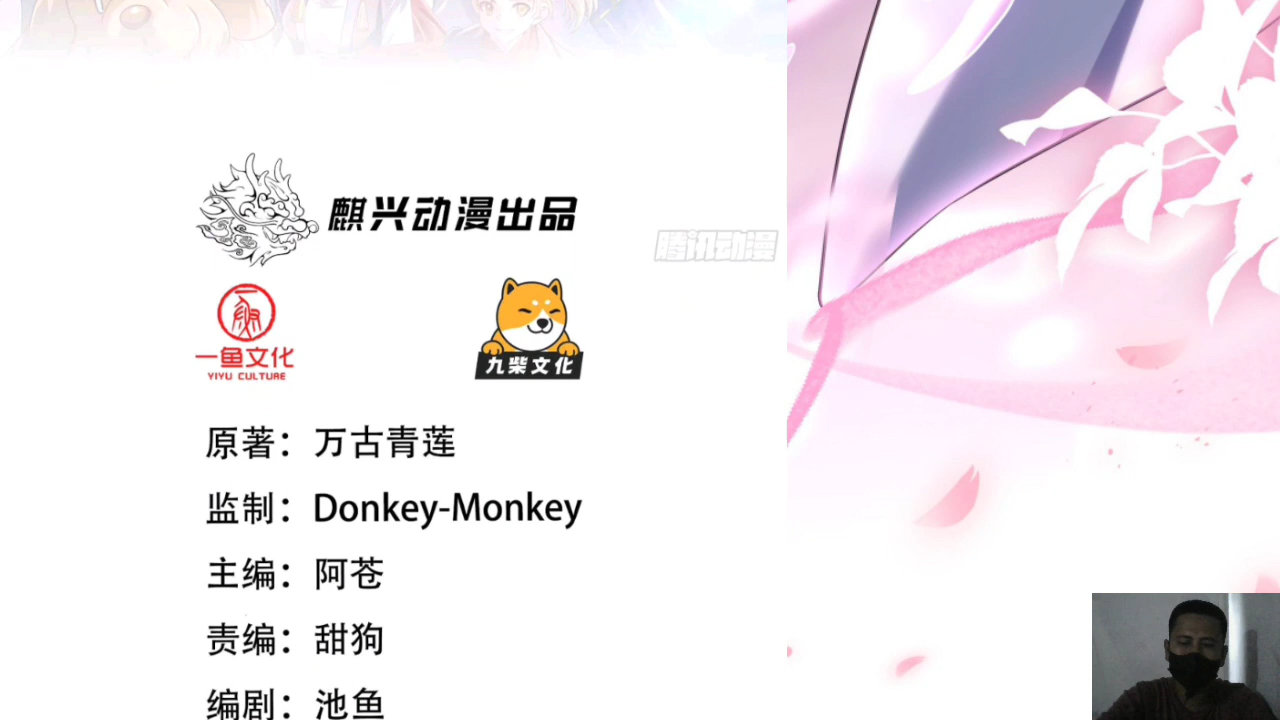 麒兴动漫出品
腾讯动漫
一鱼文化
YIYU CULTURE
九柴文化
原著：万古青莲
监制：Donkey-Monkey
主编：阿苍
责编：甜狗
编剧：池鱼